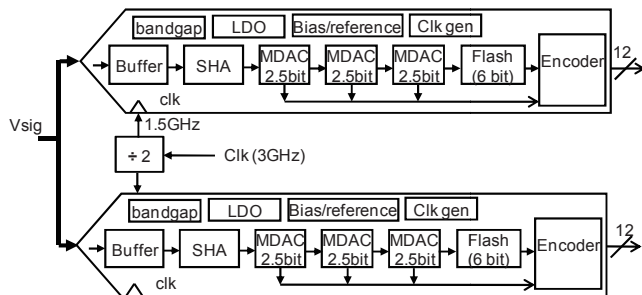 bandgap LDO Bias/reference Clk gen
Buffer SHA MDAC 2.5bit MDAC 2.5bit MDAC 2.5bit Flash (6 bit) Encoder 12
clk
Vsig
1.5GHz
÷ 2 Clk (3GHz)
bandgap LDO Bias/reference Clk gen
Buffer SHA MDAC 2.5bit MDAC 2.5bit MDAC 2.5bit Flash (6 bit) Encoder 12
clk